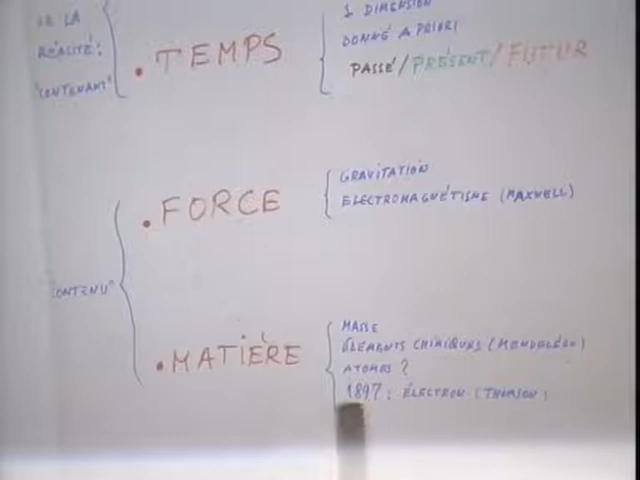 DE LA
RÉALITÉ:
"CONTENANT"
. TEMPS
1 DIMENSION
DONNÉ A PRIORI
PASSÉ/PRÉSENT/FUTUR
"CONTENU"
. FORCE
GRAVITATION
ELECTROMAGNÉTISME (MAXWELL)
. MATIÈRE
MASSE
ÉLÉMENTS CHIMIQUES (MENDELÉEV)
ATOMES ?
1897 : ÉLECTRON (THOMSON)